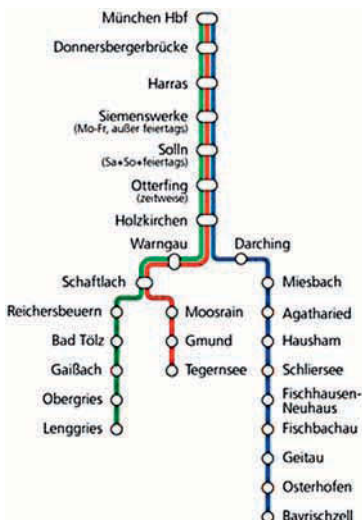 München Hbf
Donnersbergerbrücke
Harras
Siemenswerke
(Mo-Fr, außer feiertags)
Solln
(Sa+So+feiertags)
Otterfing
(zeitweise)
Holzkirchen
Warngau
Darching
Schaftlach
Miesbach
Reichersbeuern
Moosrain
Agatharied
Bad Tölz
Gmund
Hausham
Gaißach
Tegernsee
Schliersee
Obergries
Fischhausen-
Neuhaus
Lenggries
Fischbachau
Geitau
Osterhofen
Bayrischzell